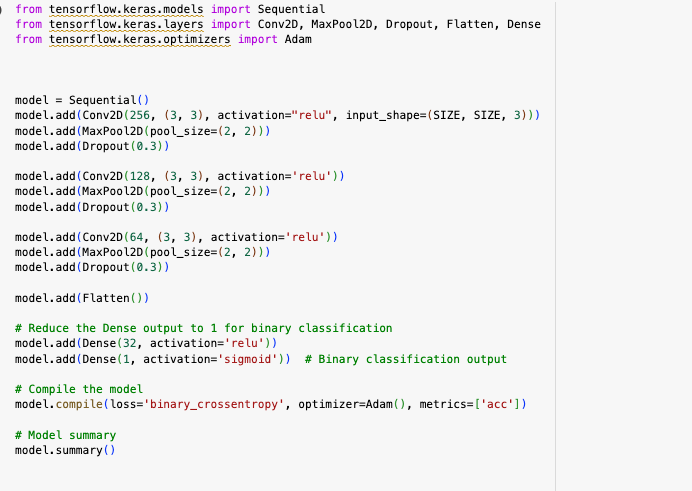 from tensorflow.keras.models import Sequential
from tensorflow.keras.layers import Conv2D, MaxPool2D, Dropout, Flatten, Dense
from tensorflow.keras.optimizers import Adam
model = Sequential()
model.add(Conv2D(256, (3, 3), activation="relu", input_shape=(SIZE, SIZE, 3)))
model.add(MaxPool2D(pool_size=(2, 2)))
model.add(Dropout(0.3))
model.add(Conv2D(128, (3, 3), activation='relu'))
model.add(MaxPool2D(pool_size=(2, 2)))
model.add(Dropout(0.3))
model.add(Conv2D(64, (3, 3), activation='relu'))
model.add(MaxPool2D(pool_size=(2, 2)))
model.add(Dropout(0.3))
model.add(Flatten())
# Reduce the Dense output to 1 for binary classification
model.add(Dense(32, activation='relu'))
model.add(Dense(1, activation='sigmoid'))  # Binary classification output
# Compile the model
model.compile(loss='binary_crossentropy', optimizer=Adam(), metrics=['acc'])
# Model summary
model.summary()